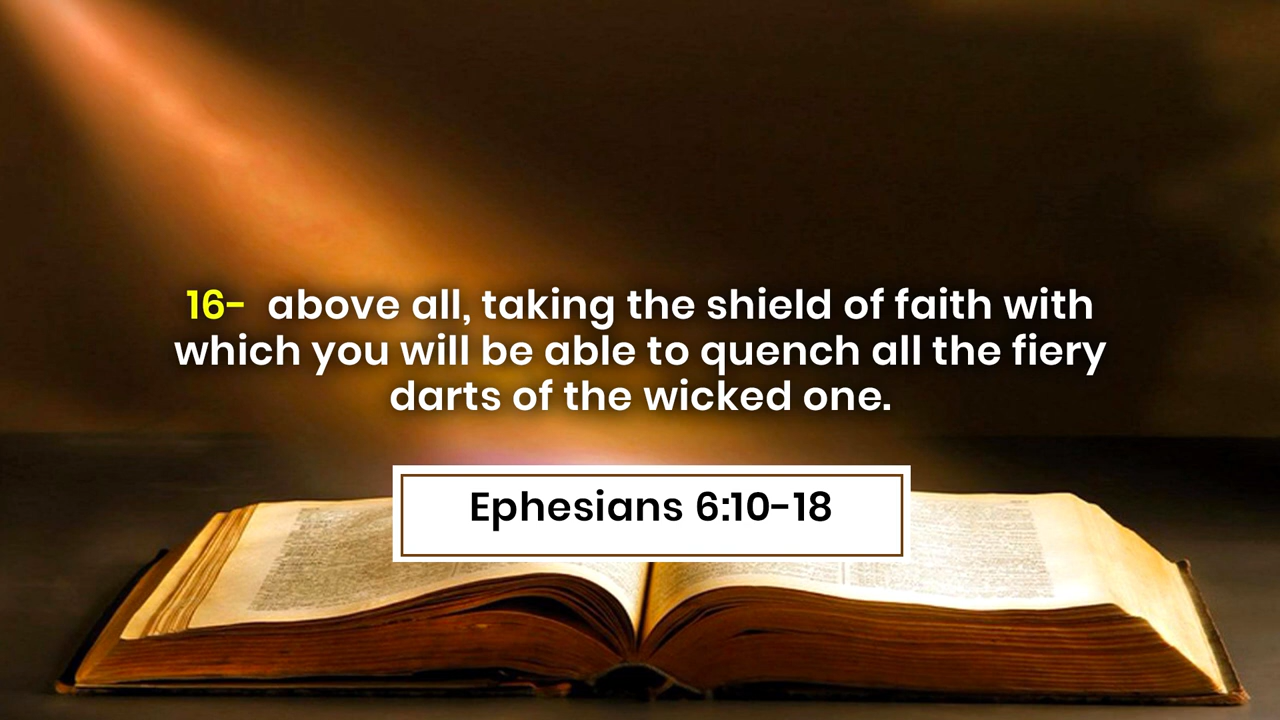 16- above all, taking the shield of faith with
which you will be able to quench all the fiery
darts of the wicked one.
Ephesians 6:10-18